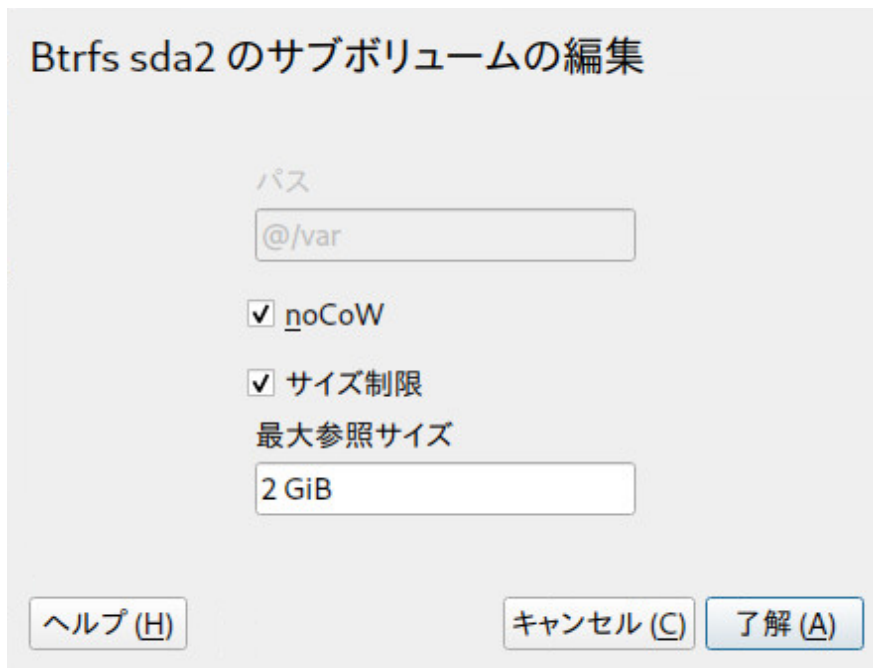 Btrfs sda2 のサブボリュームの編集
パス
@/var
noCoW
サイズ制限
最大参照サイズ
2 GiB
ヘルプ (H) キャンセル (C) 了解 (A)